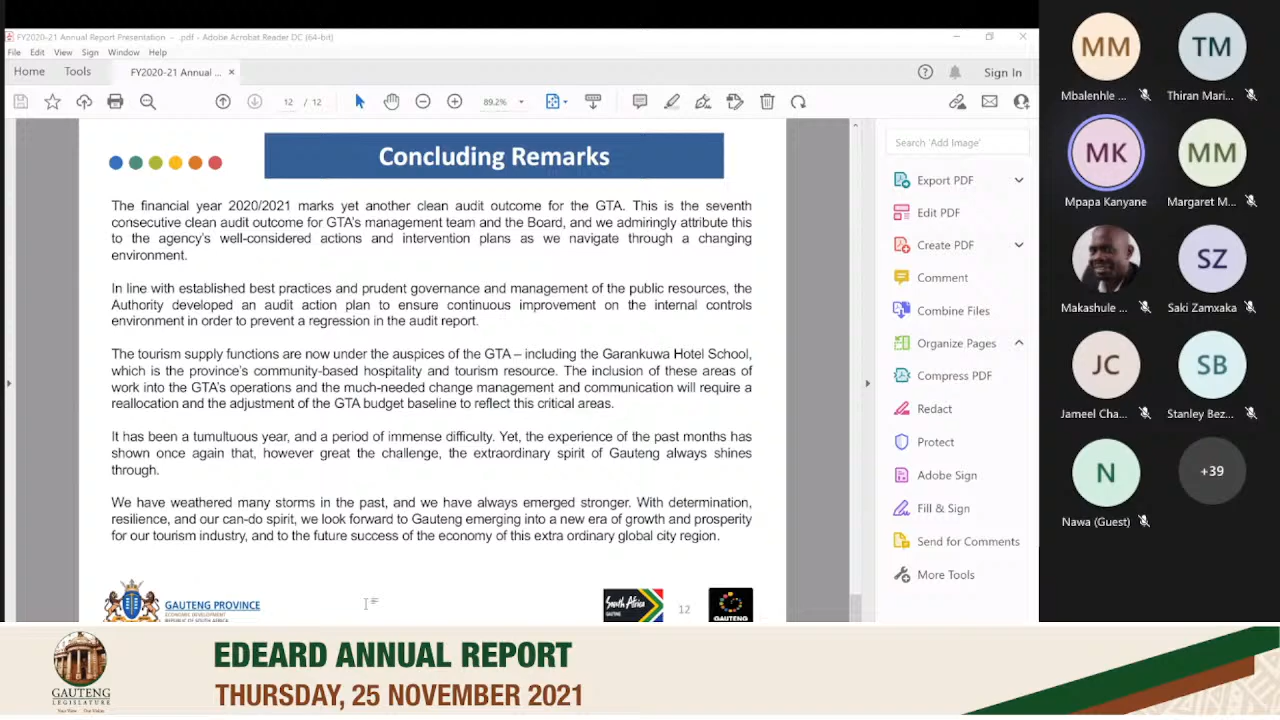 FY2020-21 Annual Report Presentation - .pdf - Adobe Acrobat Reader DC (64-bit)
File Edit View Sign Window Help
Home Tools FY2020-21 Annual ... × Sign In
12 / 12 89.2%
Concluding Remarks
The financial year 2020/2021 marks yet another clean audit outcome for the GTA. This is the seventh
consecutive clean audit outcome for GTA's management team and the Board, and we admiringly attribute this
to the agency's well-considered actions and intervention plans as we navigate through a changing
environment.
In line with established best practices and prudent governance and management of the public resources, the
Authority developed an audit action plan to ensure continuous improvement on the internal controls
environment in order to prevent a regression in the audit report.
The tourism supply functions are now under the auspices of the GTA – including the Garankuwa Hotel School,
which is the province's community-based hospitality and tourism resource. The inclusion of these areas of
work into the GTA's operations and the much-needed change management and communication will require a
reallocation and the adjustment of the GTA budget baseline to reflect this critical areas.
It has been a tumultuous year, and a period of immense difficulty. Yet, the experience of the past months has
shown once again that, however great the challenge, the extraordinary spirit of Gauteng always shines
through.
We have weathered many storms in the past, and we have always emerged stronger. With determination,
resilience, and our can-do spirit, we look forward to Gauteng emerging into a new era of growth and prosperity
for our tourism industry, and to the future success of the economy of this extra ordinary global city region.
GAUTENG PROVINCE
ECONOMIC DEVELOPMENT
REPUBLIC OF SOUTH AFRICA
South Africa
GAUTENG
12
GAUTENG
Search 'Add Image'
Export PDF
Edit PDF
Create PDF
Comment
Combine Files
Organize Pages
Compress PDF
Redact
Protect
Adobe Sign
Fill & Sign
Send for Comments
More Tools
MM TM
Mbalenhle ... Thiran Mari...
MK MM
Mpapa Kanyane Margaret M...
SZ
Makashule ... Saki Zamxaka
JC SB
Jameel Cha... Stanley Bez...
N +39
Nawa (Guest)
GAUTENG
LEGISLATURE
Your View Our Vision
EDEARD ANNUAL REPORT
THURSDAY, 25 NOVEMBER 2021